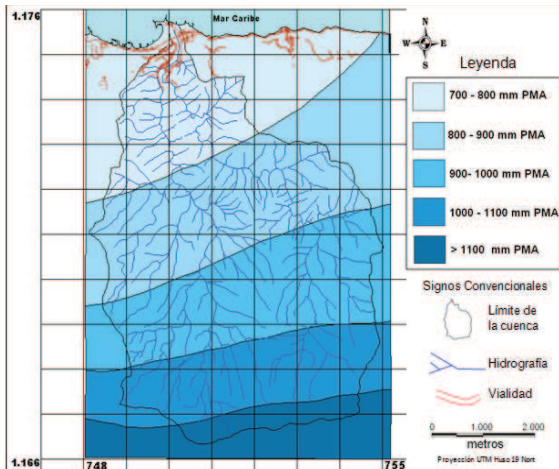 1.176
Mar Caribe
N
W E
S
Leyenda
700 - 800 mm PMA
800 - 900 mm PMA
900- 1000 mm PMA
1000 - 1100 mm PMA
> 1100 mm PMA
Signos Convencionales
Límite de
la cuenca
Hidrografía
Vialidad
0 1.000 2.000
metros
Proyección UTM Huso 19 Nort
1.166
748 755